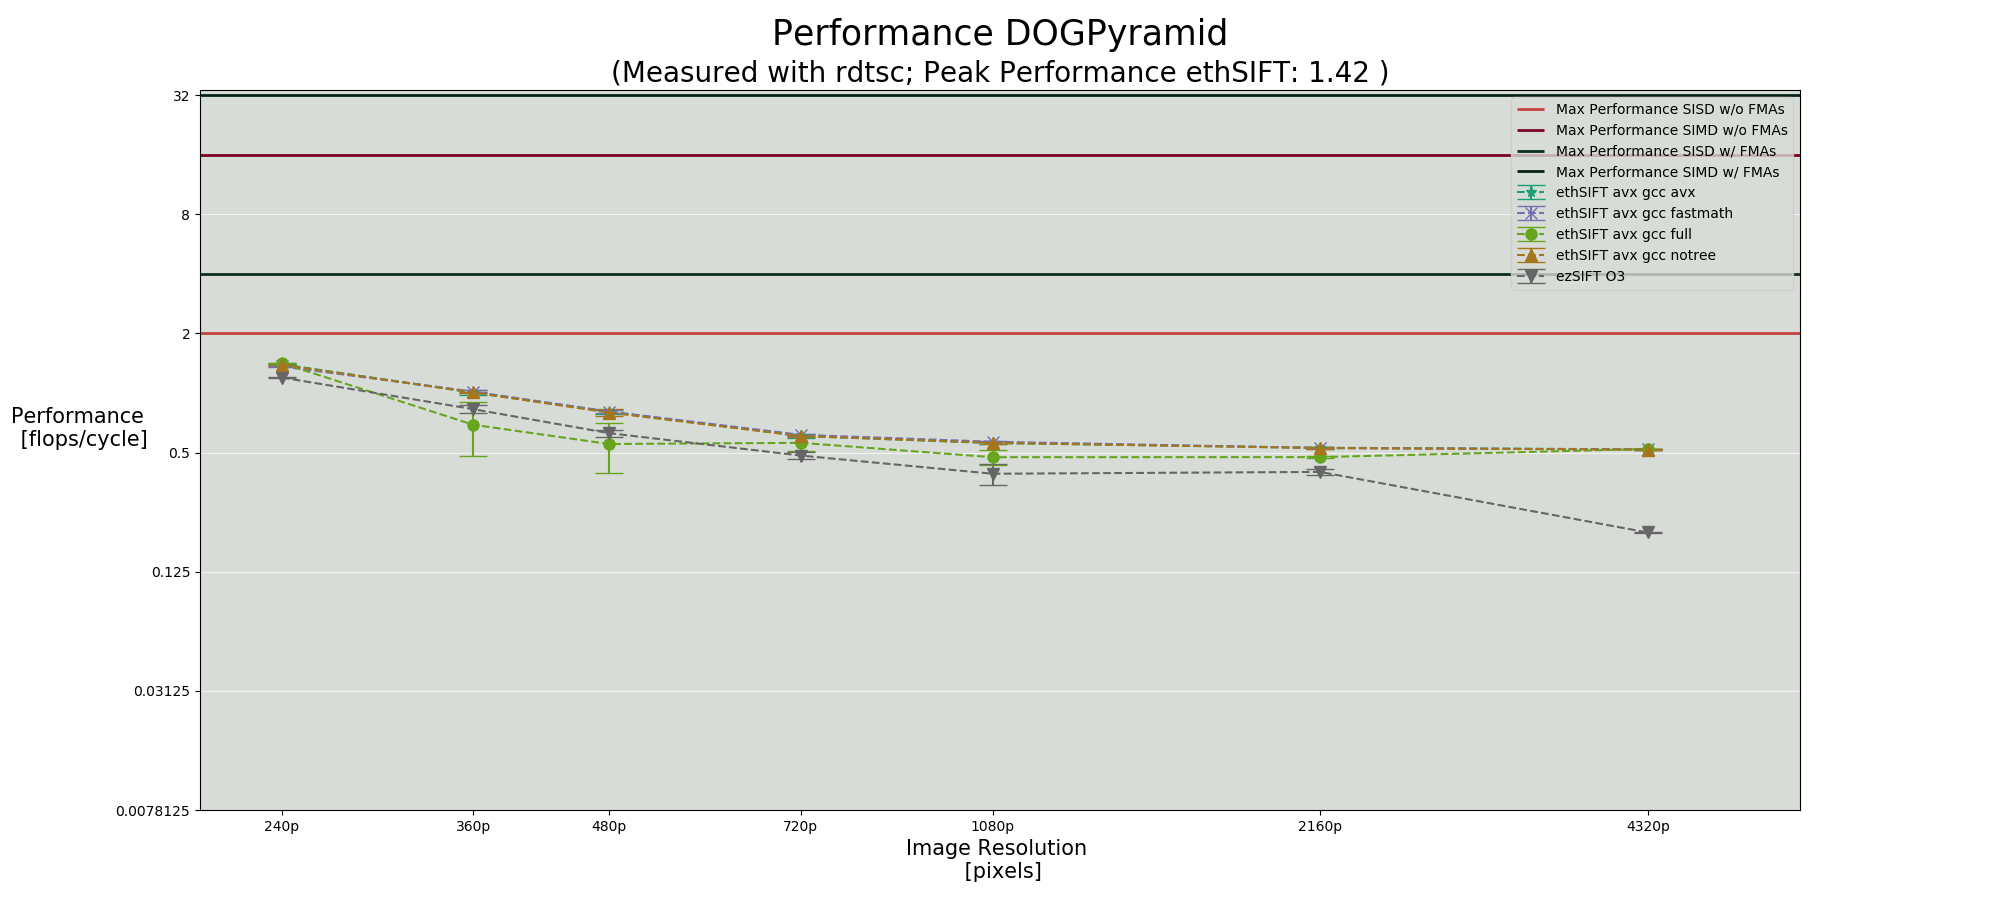 Performance DOGPyramid
(Measured with rdtsc; Peak Performance ethSIFT: 1.42 )
32
8
2
0.5
0.125
0.03125
0.0078125
Performance
[flops/cycle]
Max Performance SISD w/o FMAs
Max Performance SIMD w/o FMAs
Max Performance SISD w/ FMAs
Max Performance SIMD w/ FMAs
ethSIFT avx gcc avx
ethSIFT avx gcc fastmath
ethSIFT avx gcc full
ethSIFT avx gcc notree
ezSIFT O3
240p 360p 480p 720p 1080p 2160p 4320p
Image Resolution
[pixels]